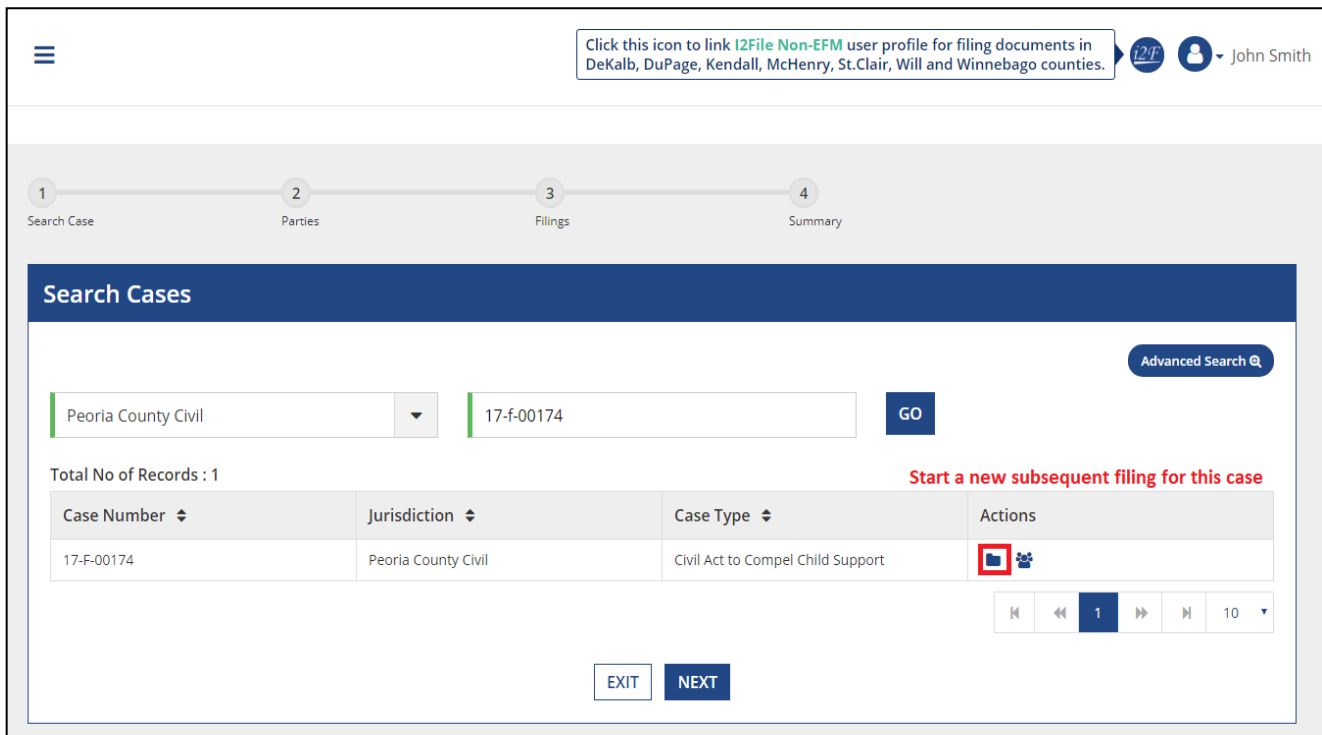 Click this icon to link I2File Non-EFM user profile for filing documents in
DeKalb, DuPage, Kendall, McHenry, St.Clair, Will and Winnebago counties.
i2F
John Smith
1
2
3
4
Search Case
Parties
Filings
Summary
Search Cases
Advanced Search
Peoria County Civil
17-f-00174
GO
Total No of Records : 1
Start a new subsequent filing for this case
Case Number
Jurisdiction
Case Type
Actions
17-F-00174
Peoria County Civil
Civil Act to Compel Child Support
1
10
EXIT
NEXT